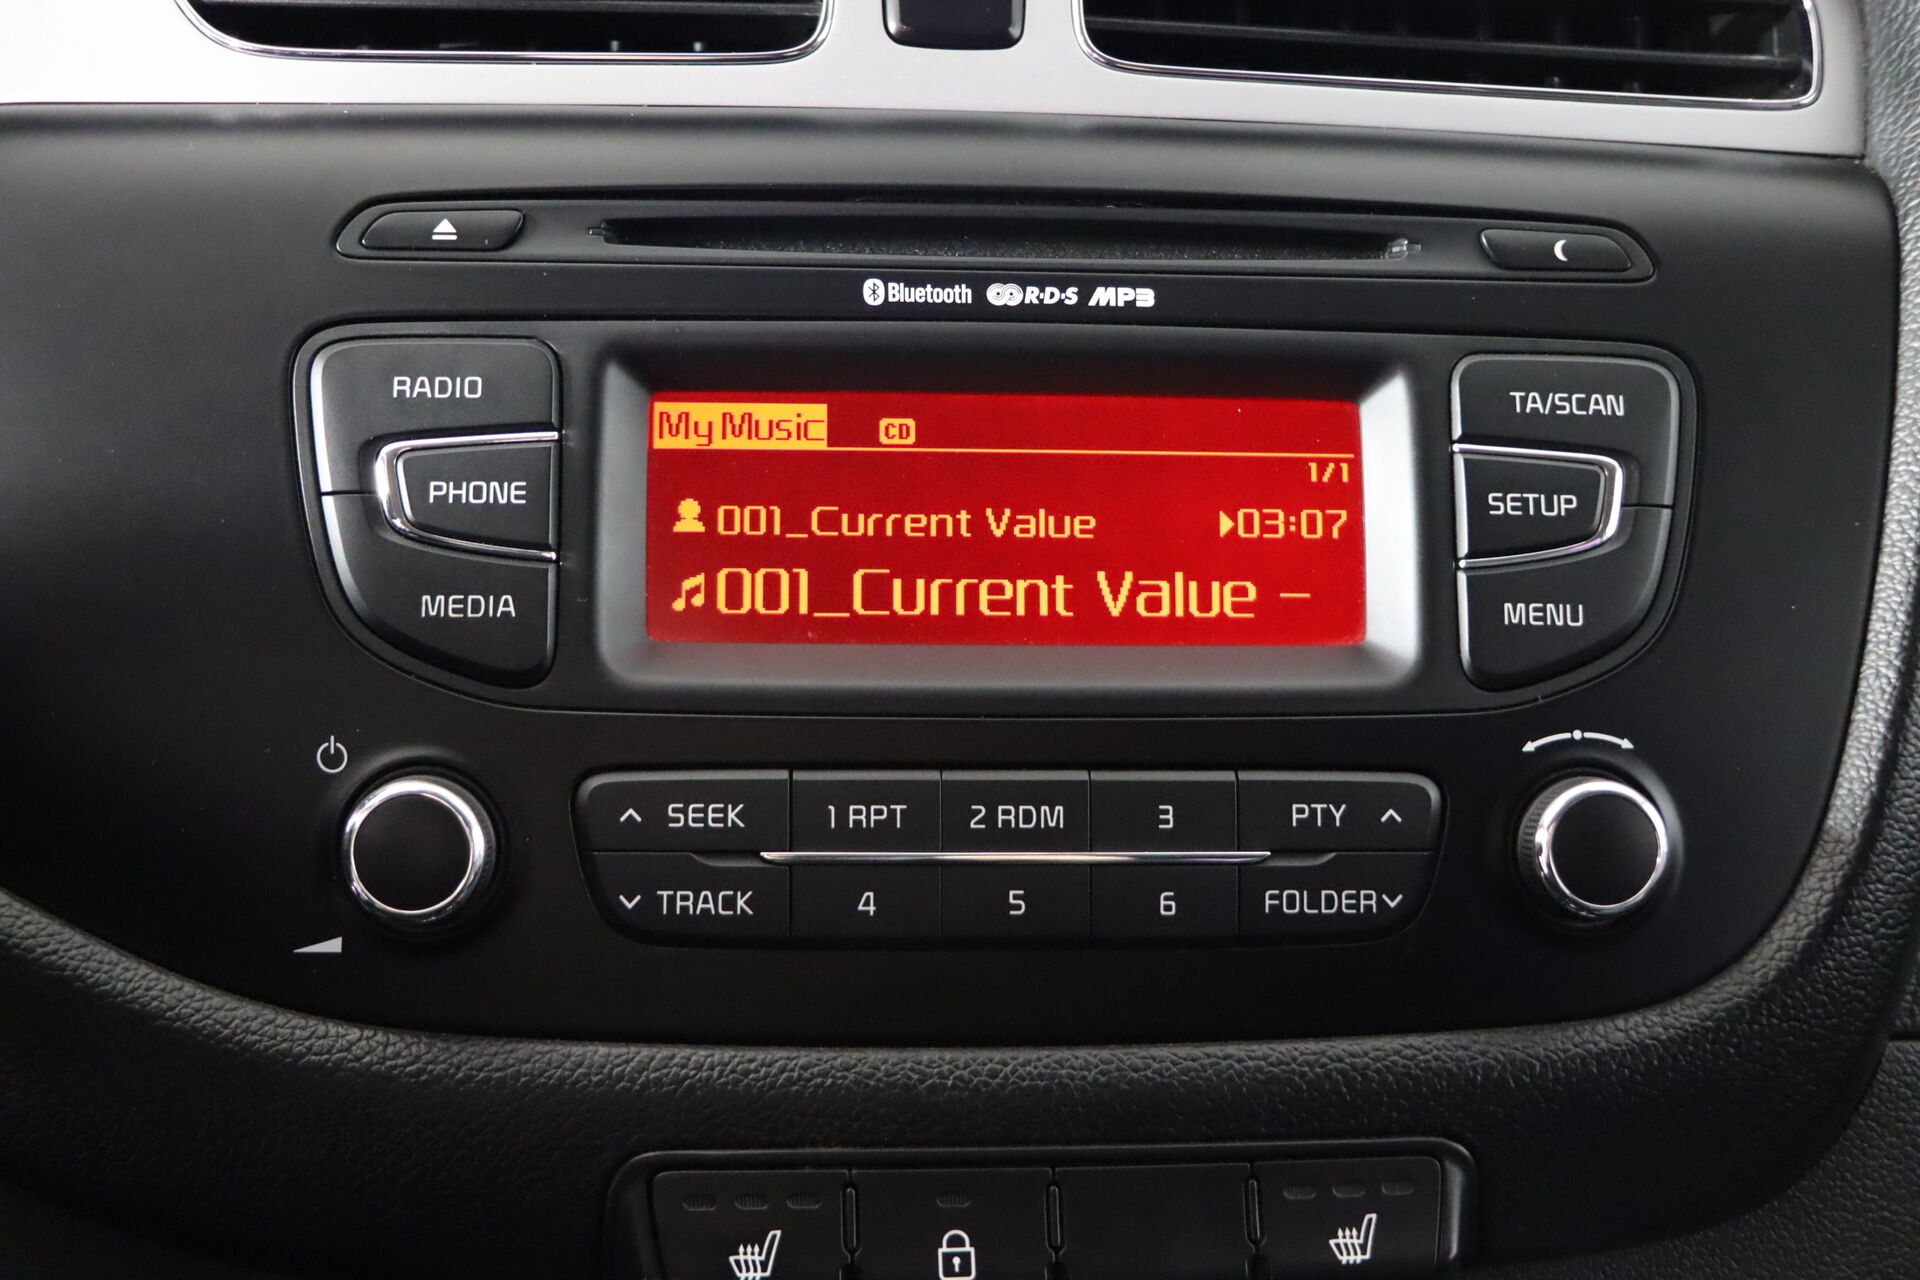 Bluetooth R·D·S MP3
RADIO
PHONE
MEDIA
My Music CD
1/1
001_Current Value 03:07
001_Current Value -
TA/SCAN
SETUP
MENU
SEEK 1 RPT 2 RDM 3 PTY
TRACK 4 5 6 FOLDER